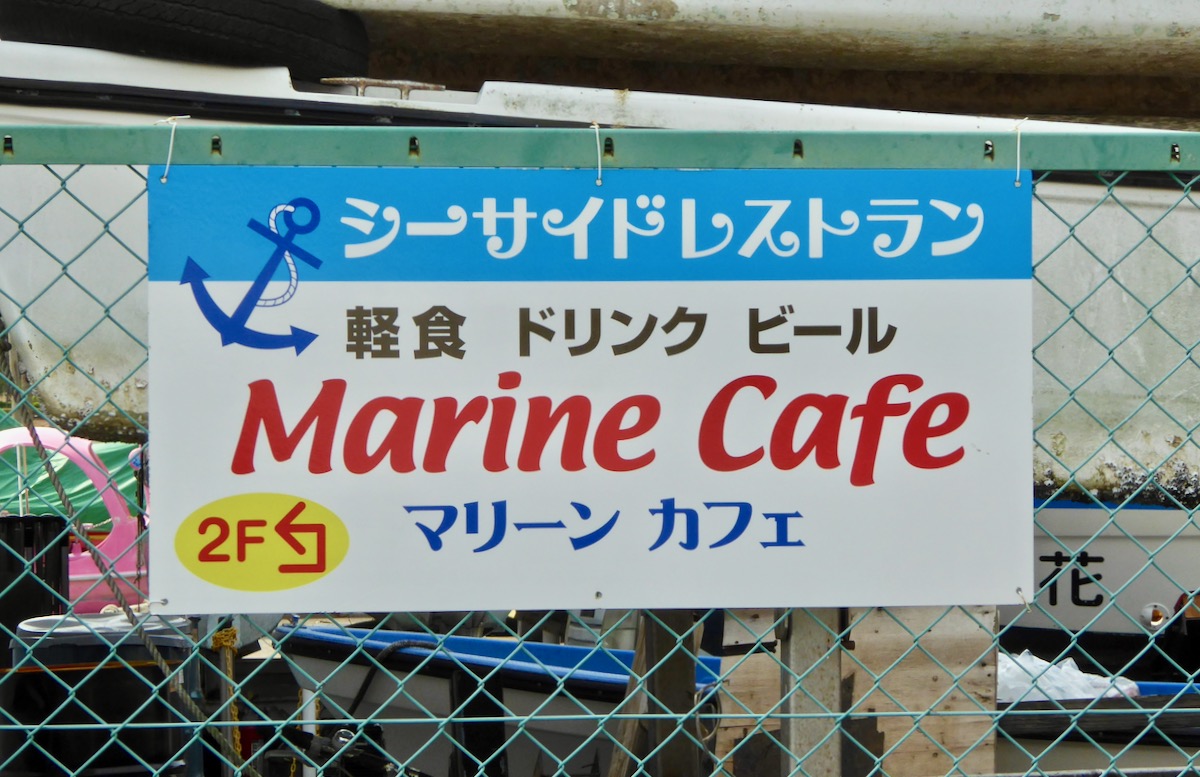 シーサイドレストラン
軽食 ドリンク ビール
Marine Cafe
マリーン カフェ
2F
花